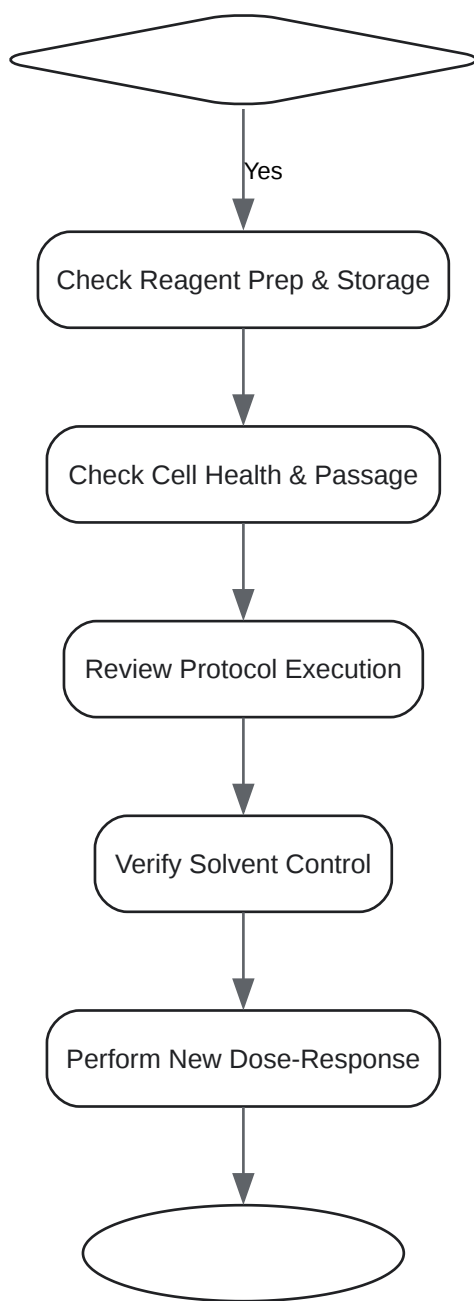 Yes
Check Reagent Prep & Storage
Check Cell Health & Passage
Review Protocol Execution
Verify Solvent Control
Perform New Dose-Response